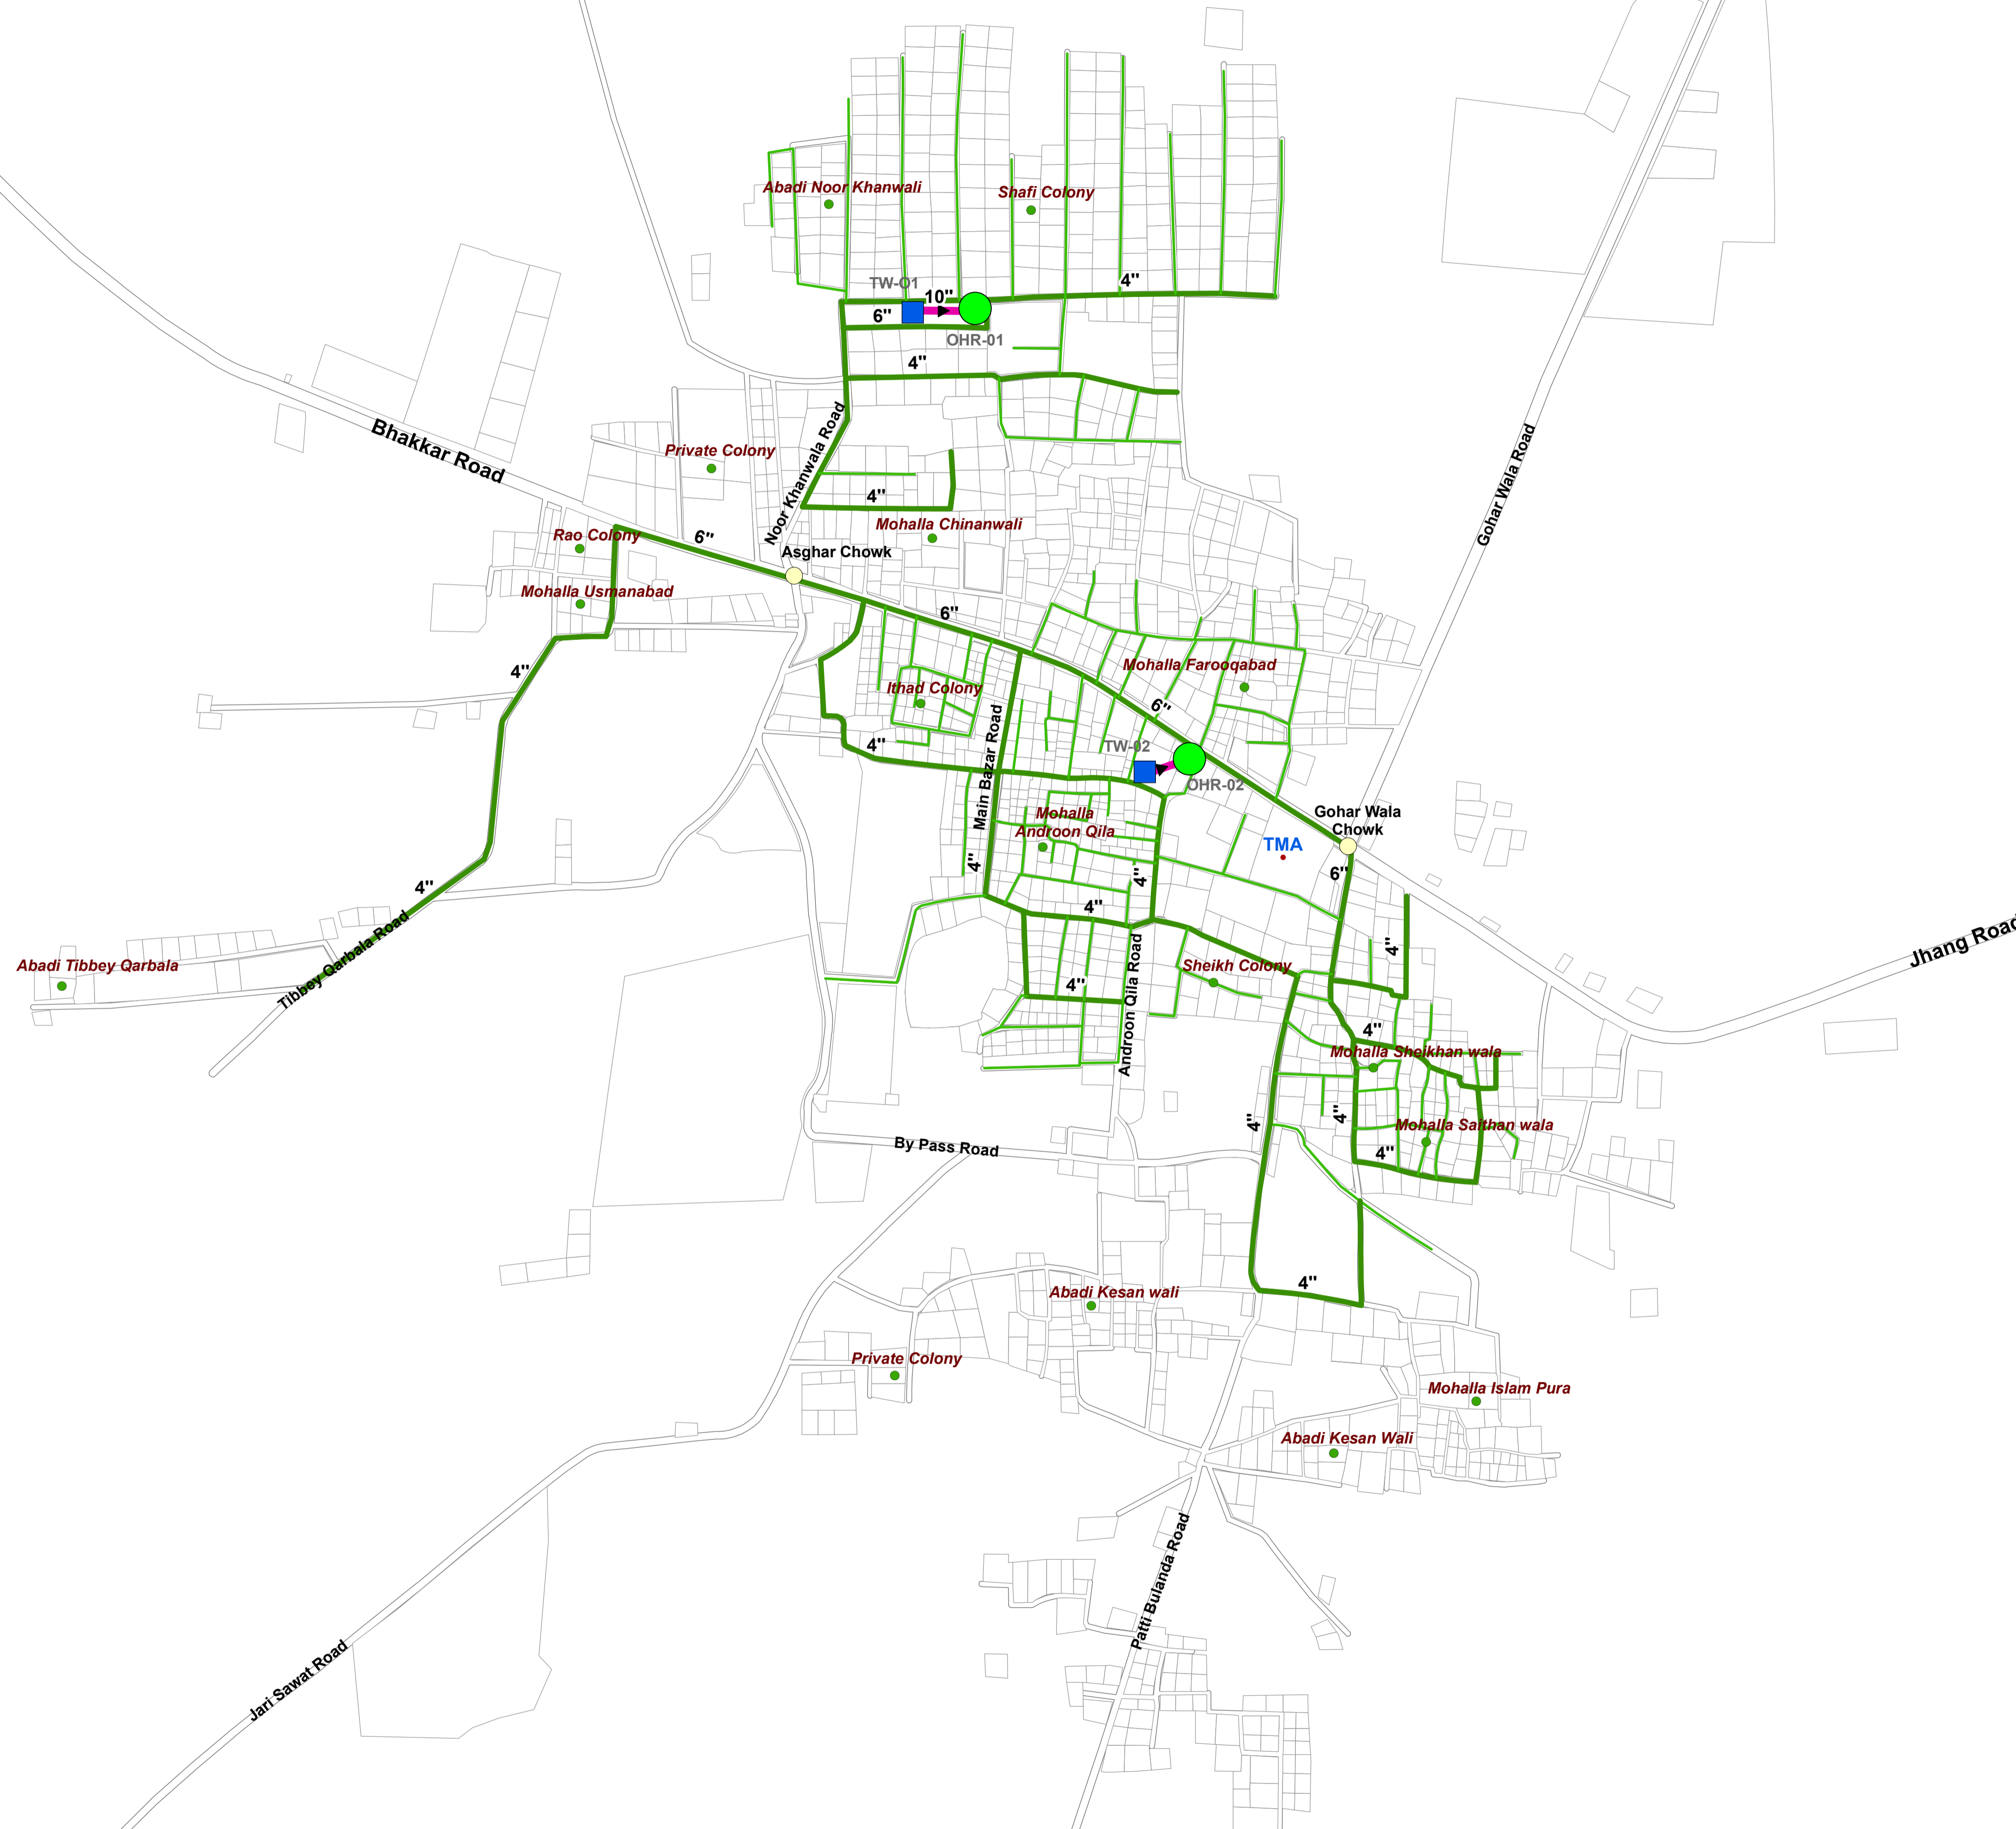 Abadi Noor Khanwali
Shafi Colony
TW-O1
10"
4"
6"
OHR-01
4"
Noor Khanwala Road
Bhakkar Road
Private Colony
Gohar Wala Road
4"
Mohalla Chinanwali
Rao Colony
6"
Asghar Chowk
Mohalla Usmanabad
6"
Mohalla Farooqabad
4"
Ithad Colony
6"
Main Bazar Road
4"
TW-02
OHR-02
Mohalla
Androon Qila
Gohar Wala
Chowk
TMA
4"
4"
6"
4"
4"
4"
Abadi Tibbey Qarbala
Tibbey Qarbala Road
Androon Qila Road
Sheikh Colony
4"
Jhang Road
4"
4"
Mohalla Sheikhan wala
4"
4"
Mohalla Saithan wala
4"
By Pass Road
4"
Abadi Kesan wali
Private Colony
Mohalla Islam Pura
Abadi Kesan Wali
Patti Bulanda Road
Jari Sawat Road